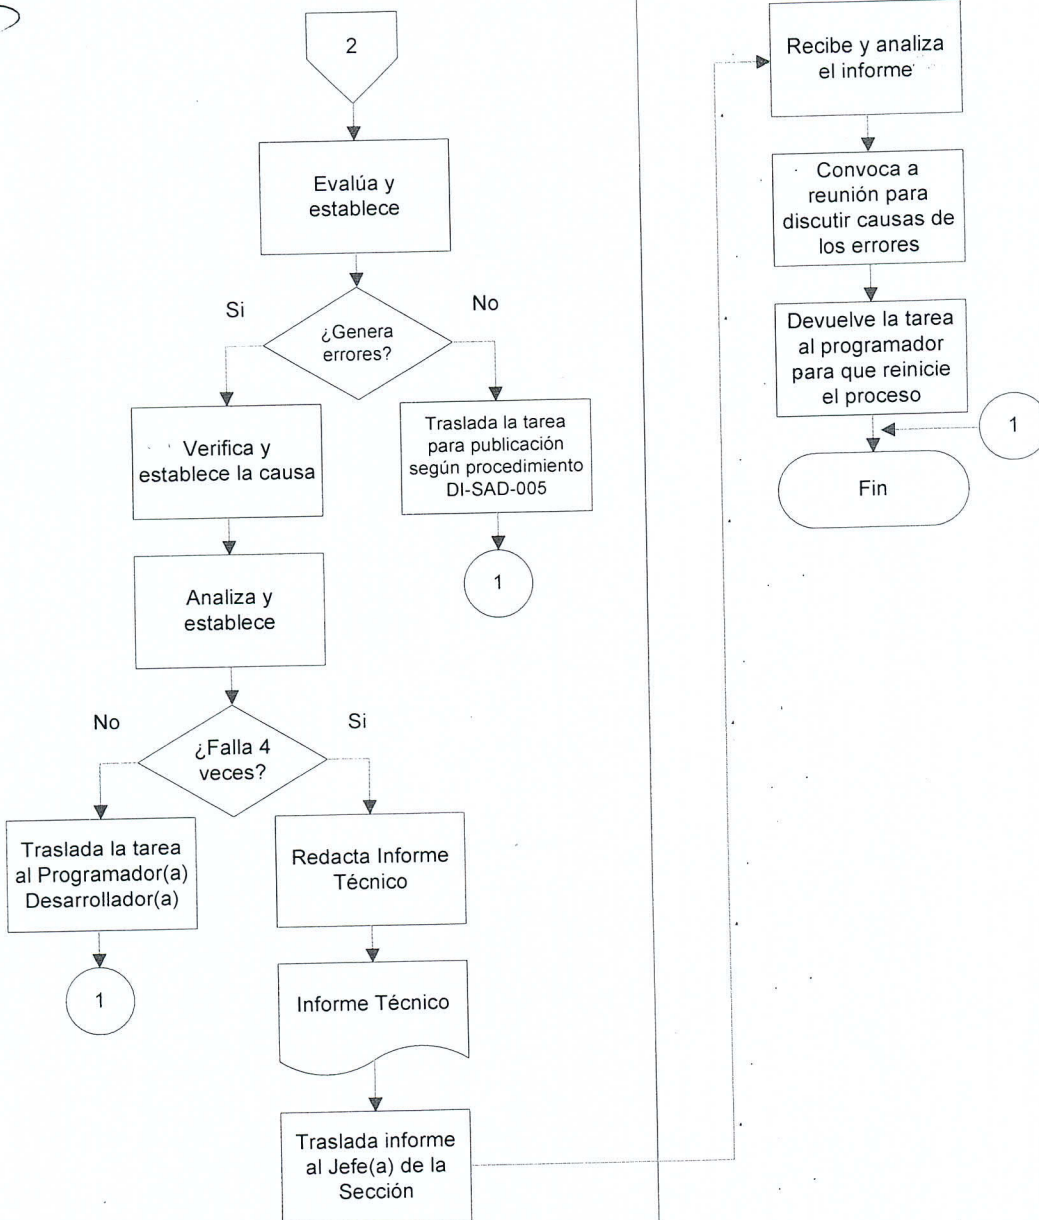 2
Evalúa y
establece
Si
No
¿Genera
errores?
Verifica y
establece la causa
Traslada la tarea
para publicación
según procedimiento
DI-SAD-005
1
Analiza y
establece
No
Si
¿Falla 4
veces?
Traslada la tarea
al Programador(a)
Desarrollador(a)
1
Redacta Informe
Técnico
Informe Técnico
Traslada informe
al Jefe(a) de la
Sección
Recibe y analiza
el informe
Convoca a
reunión para
discutir causas de
los errores
Devuelve la tarea
al programador
para que reinicie
el proceso
1
Fin